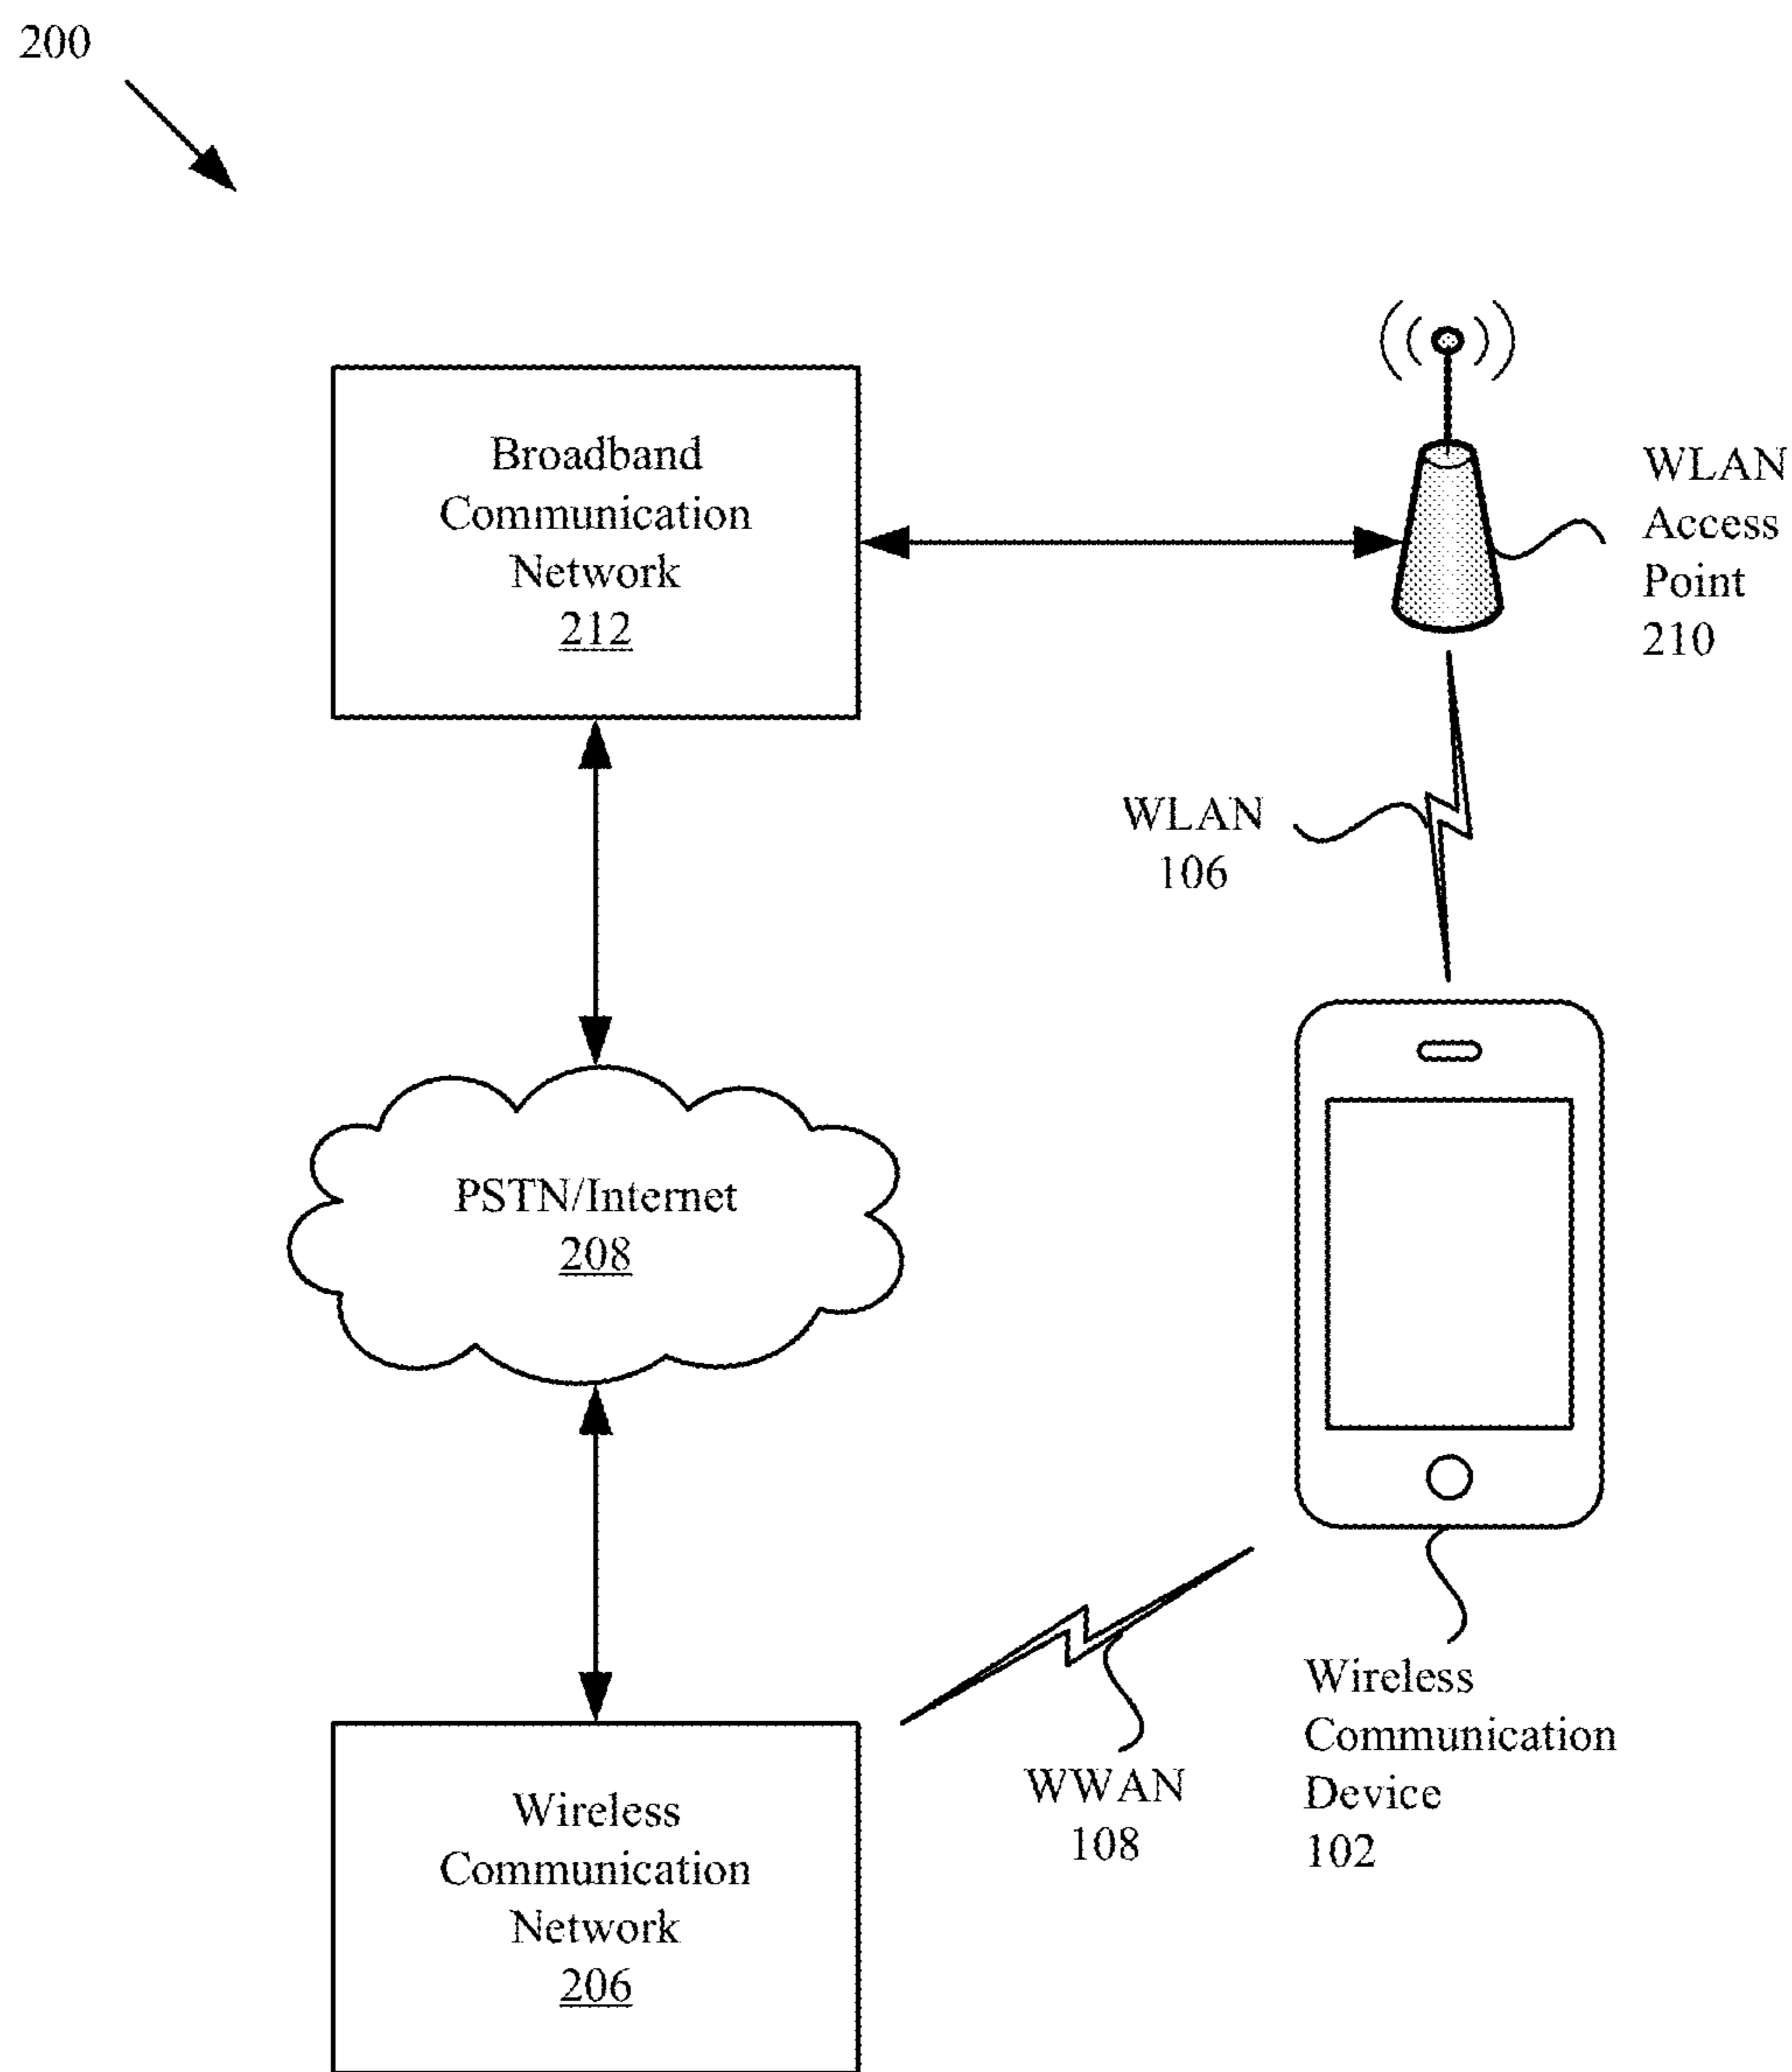 200
Broadband
Communication
Network
212
WLAN
Access
Point
210
WLAN
106
PSTN/Internet
208
Wireless
Communication
Device
102
WWAN
108
Wireless
Communication
Network
206